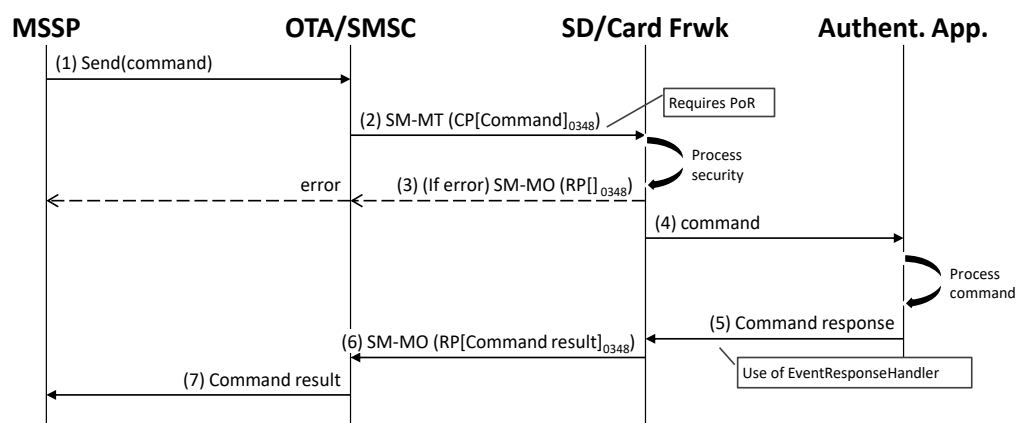 MSSP OTA/SMSC SD/Card Frwk Authent. App.
(1) Send(command)
Requires PoR
(2) SM-MT (CP[Command]0348)
Process
security
error (3) (If error) SM-MO (RP[] 0348)
(4) command
Process
command
(5) Command response
(6) SM-MO (RP[Command result]0348)
Use of EventResponseHandler
(7) Command result